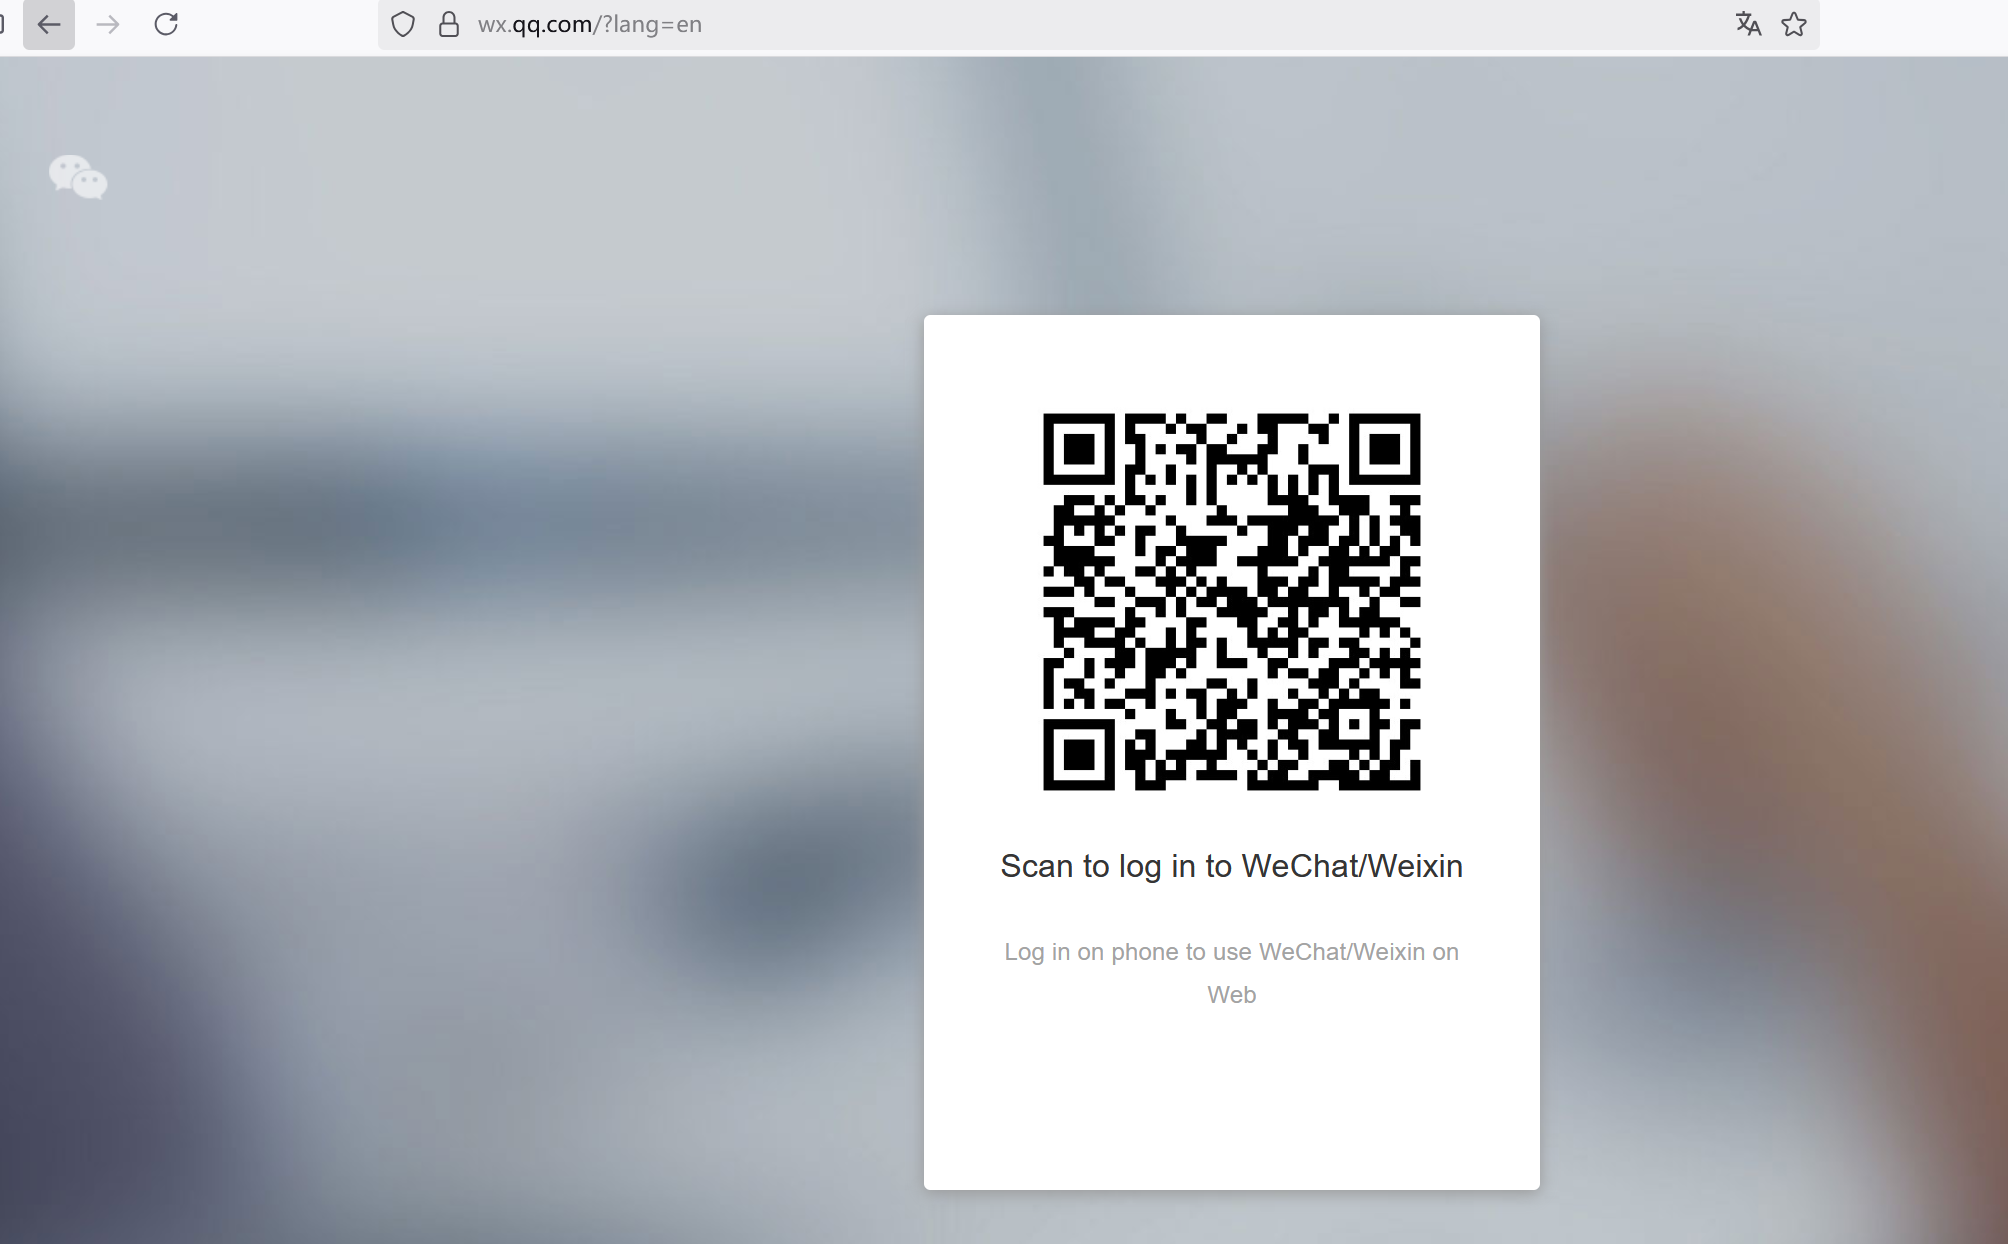 wx.qq.com/?lang=en
Scan to log in to WeChat/Weixin
Log in on phone to use WeChat/Weixin on
Web